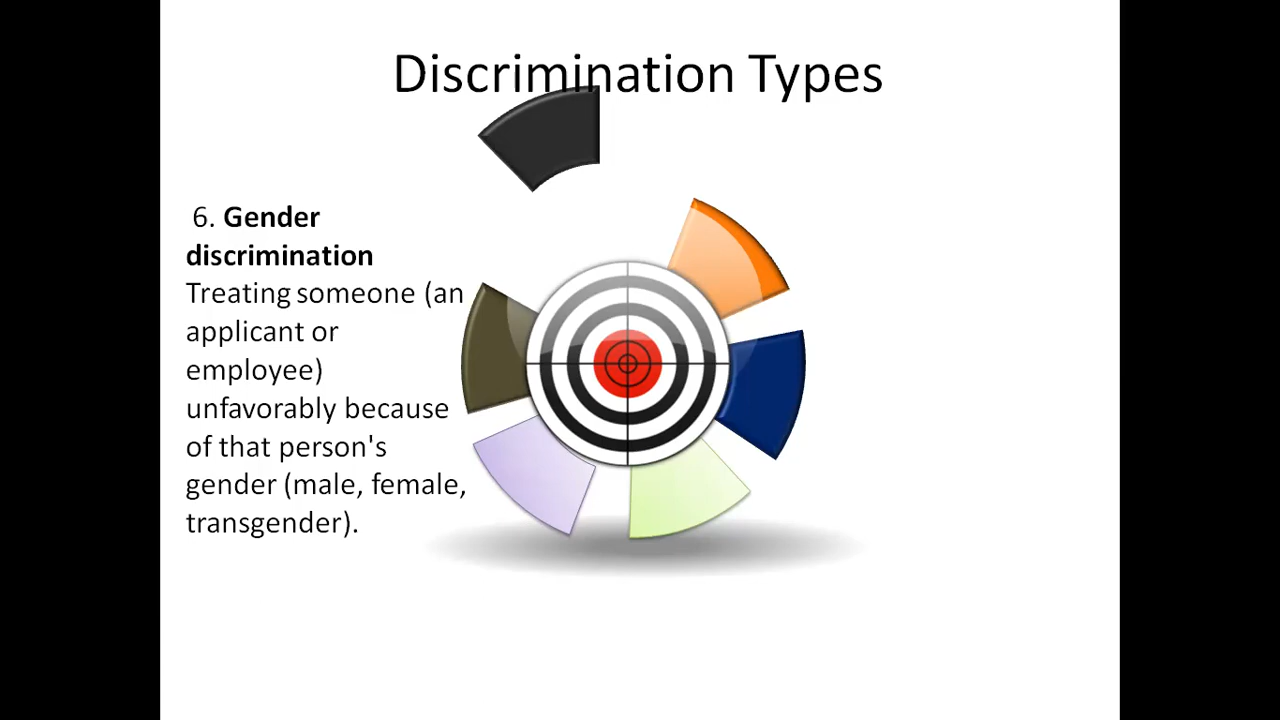 Discrimination Types
6. Gender
discrimination
Treating someone (an
applicant or
employee)
unfavorably because
of that person's
gender (male, female,
transgender).